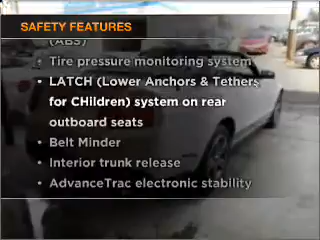 SAFETY FEATURES
(ABS)
• Tire pressure monitoring system
• LATCH (Lower Anchors & Tethers
for CHildren) system on rear
outboard seats
• Belt Minder
• Interior trunk release
• AdvanceTrac electronic stability